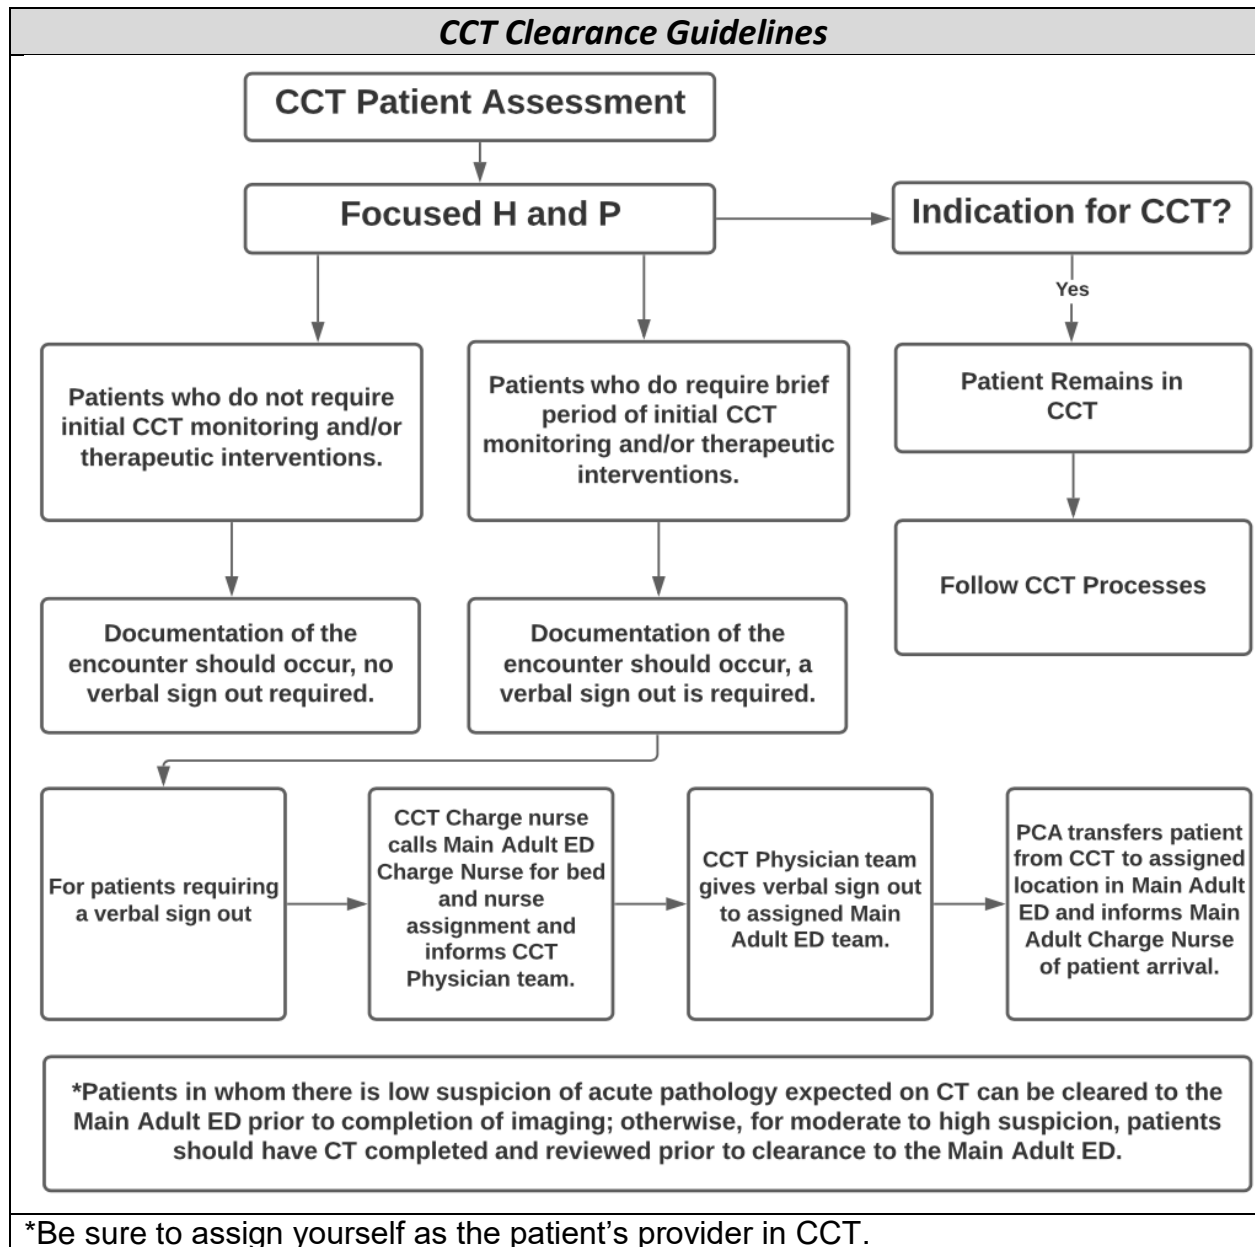 CCT Clearance Guidelines
CCT Patient Assessment
Focused H and P
Indication for CCT?
Yes
Patients who do not require
initial CCT monitoring and/or
therapeutic interventions.
Patients who do require brief
period of initial CCT
monitoring and/or therapeutic
interventions.
Patient Remains in
CCT
Documentation of the
encounter should occur, no
verbal sign out required.
Documentation of the
encounter should occur, a
verbal sign out is required.
Follow CCT Processes
For patients requiring
a verbal sign out
CCT Charge nurse
calls Main Adult ED
Charge Nurse for bed
and nurse
assignment and
informs CCT
Physician team.
CCT Physician team
gives verbal sign out
to assigned Main
Adult ED team.
PCA transfers patient
from CCT to assigned
location in Main Adult
ED and informs Main
Adult Charge Nurse
of patient arrival.
*Patients in whom there is low suspicion of acute pathology expected on CT can be cleared to the
Main Adult ED prior to completion of imaging; otherwise, for moderate to high suspicion, patients
should have CT completed and reviewed prior to clearance to the Main Adult ED.
*Be sure to assign yourself as the patient’s provider in CCT.